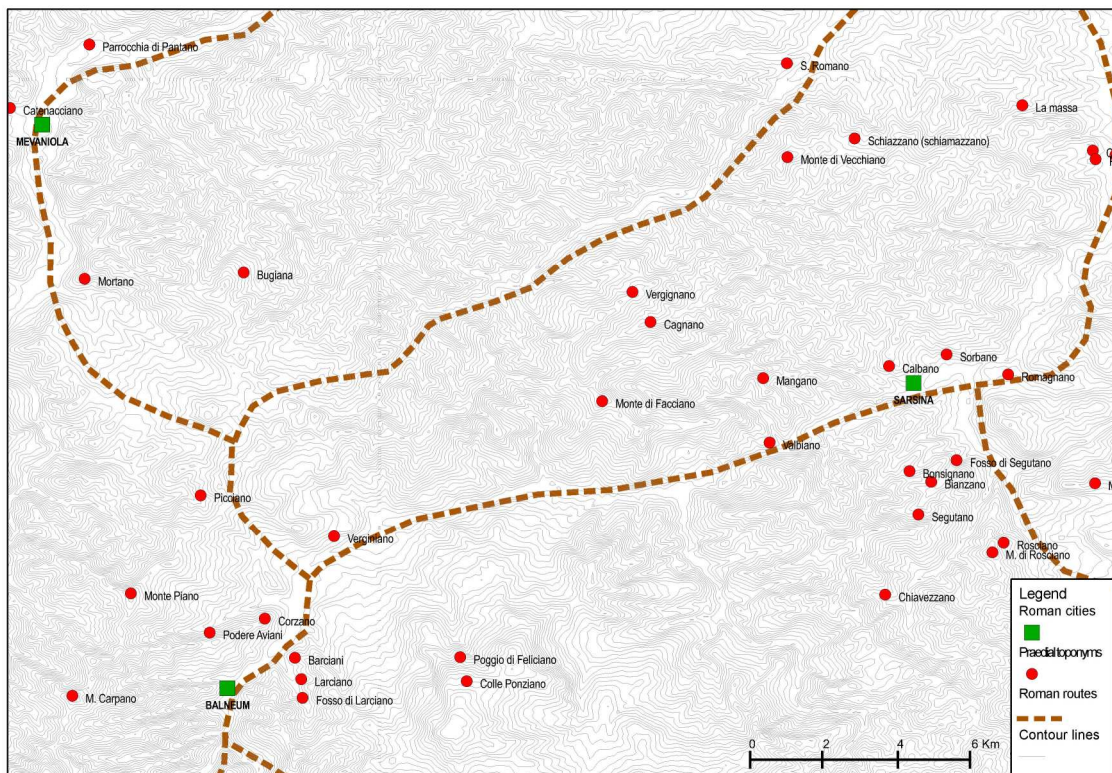 Parrocchia di Pantano
S. Romano
Catenacciano
La massa
MEVANIOLA
Schiazzano (schiamazzano)
Monte di Vecchiano
Bugiana
Mortano
Vergignano
Cagnano
Sorbano
Calbano
Romagnano
Mangano
SARSINA
Monte di Facciano
Valbiano
Fosso di Segutano
Bonsignano
Bianzano
M
Picciano
Segutano
Verginiano
Rosciano
M. di Rosciano
Monte Piano
Chiavezzano
Corzano
Podere Aviani
Barciani
Poggio di Feliciano
Larciano
Colle Ponziano
M. Carpano
Fosso di Larciano
BALNEUM
Legend
Roman cities
Praedial toponyms
Roman routes
Contour lines
0 2 4 6 Km